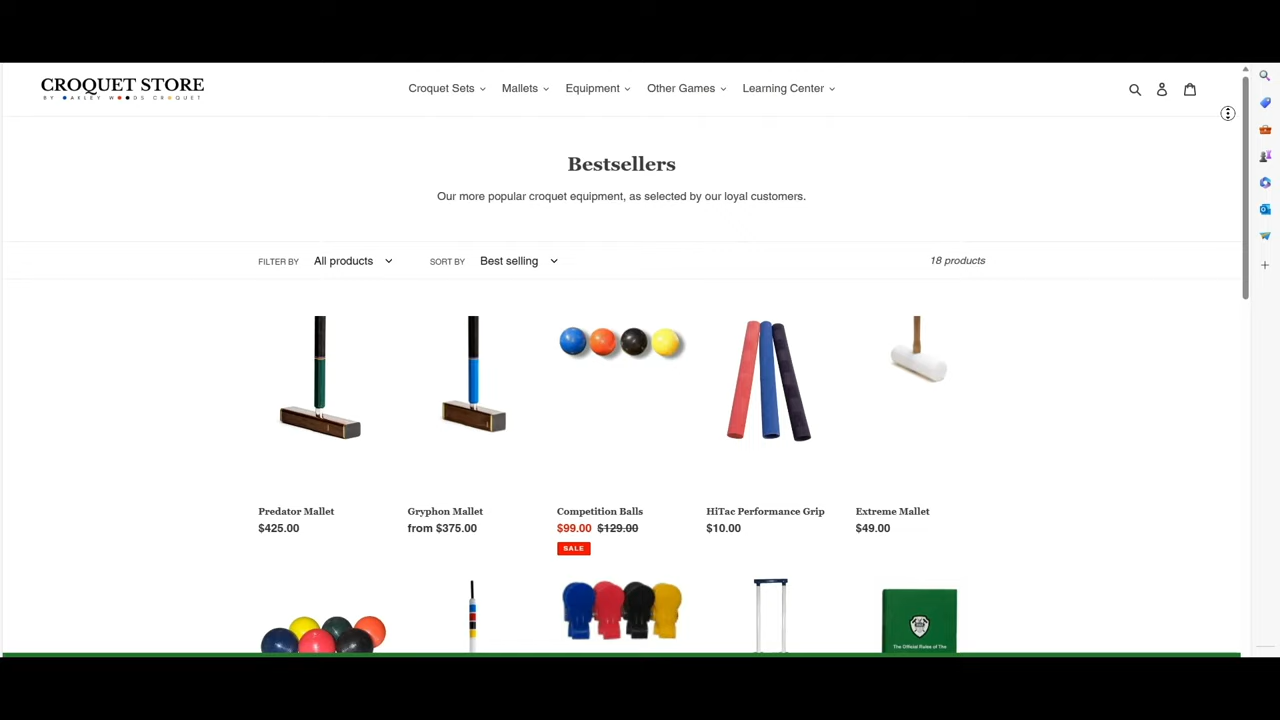 CROQUET STORE
BY OAKLEY WOODS CROQUET
Croquet Sets
Mallets
Equipment
Other Games
Learning Center
Bestsellers
Our more popular croquet equipment, as selected by our loyal customers.
FILTER BY
All products
SORT BY
Best selling
18 products
Predator Mallet
$425.00
Gryphon Mallet
from $375.00
Competition Balls
$99.00 $129.00
SALE
HiTac Performance Grip
$10.00
Extreme Mallet
$49.00
The Official Rules of The